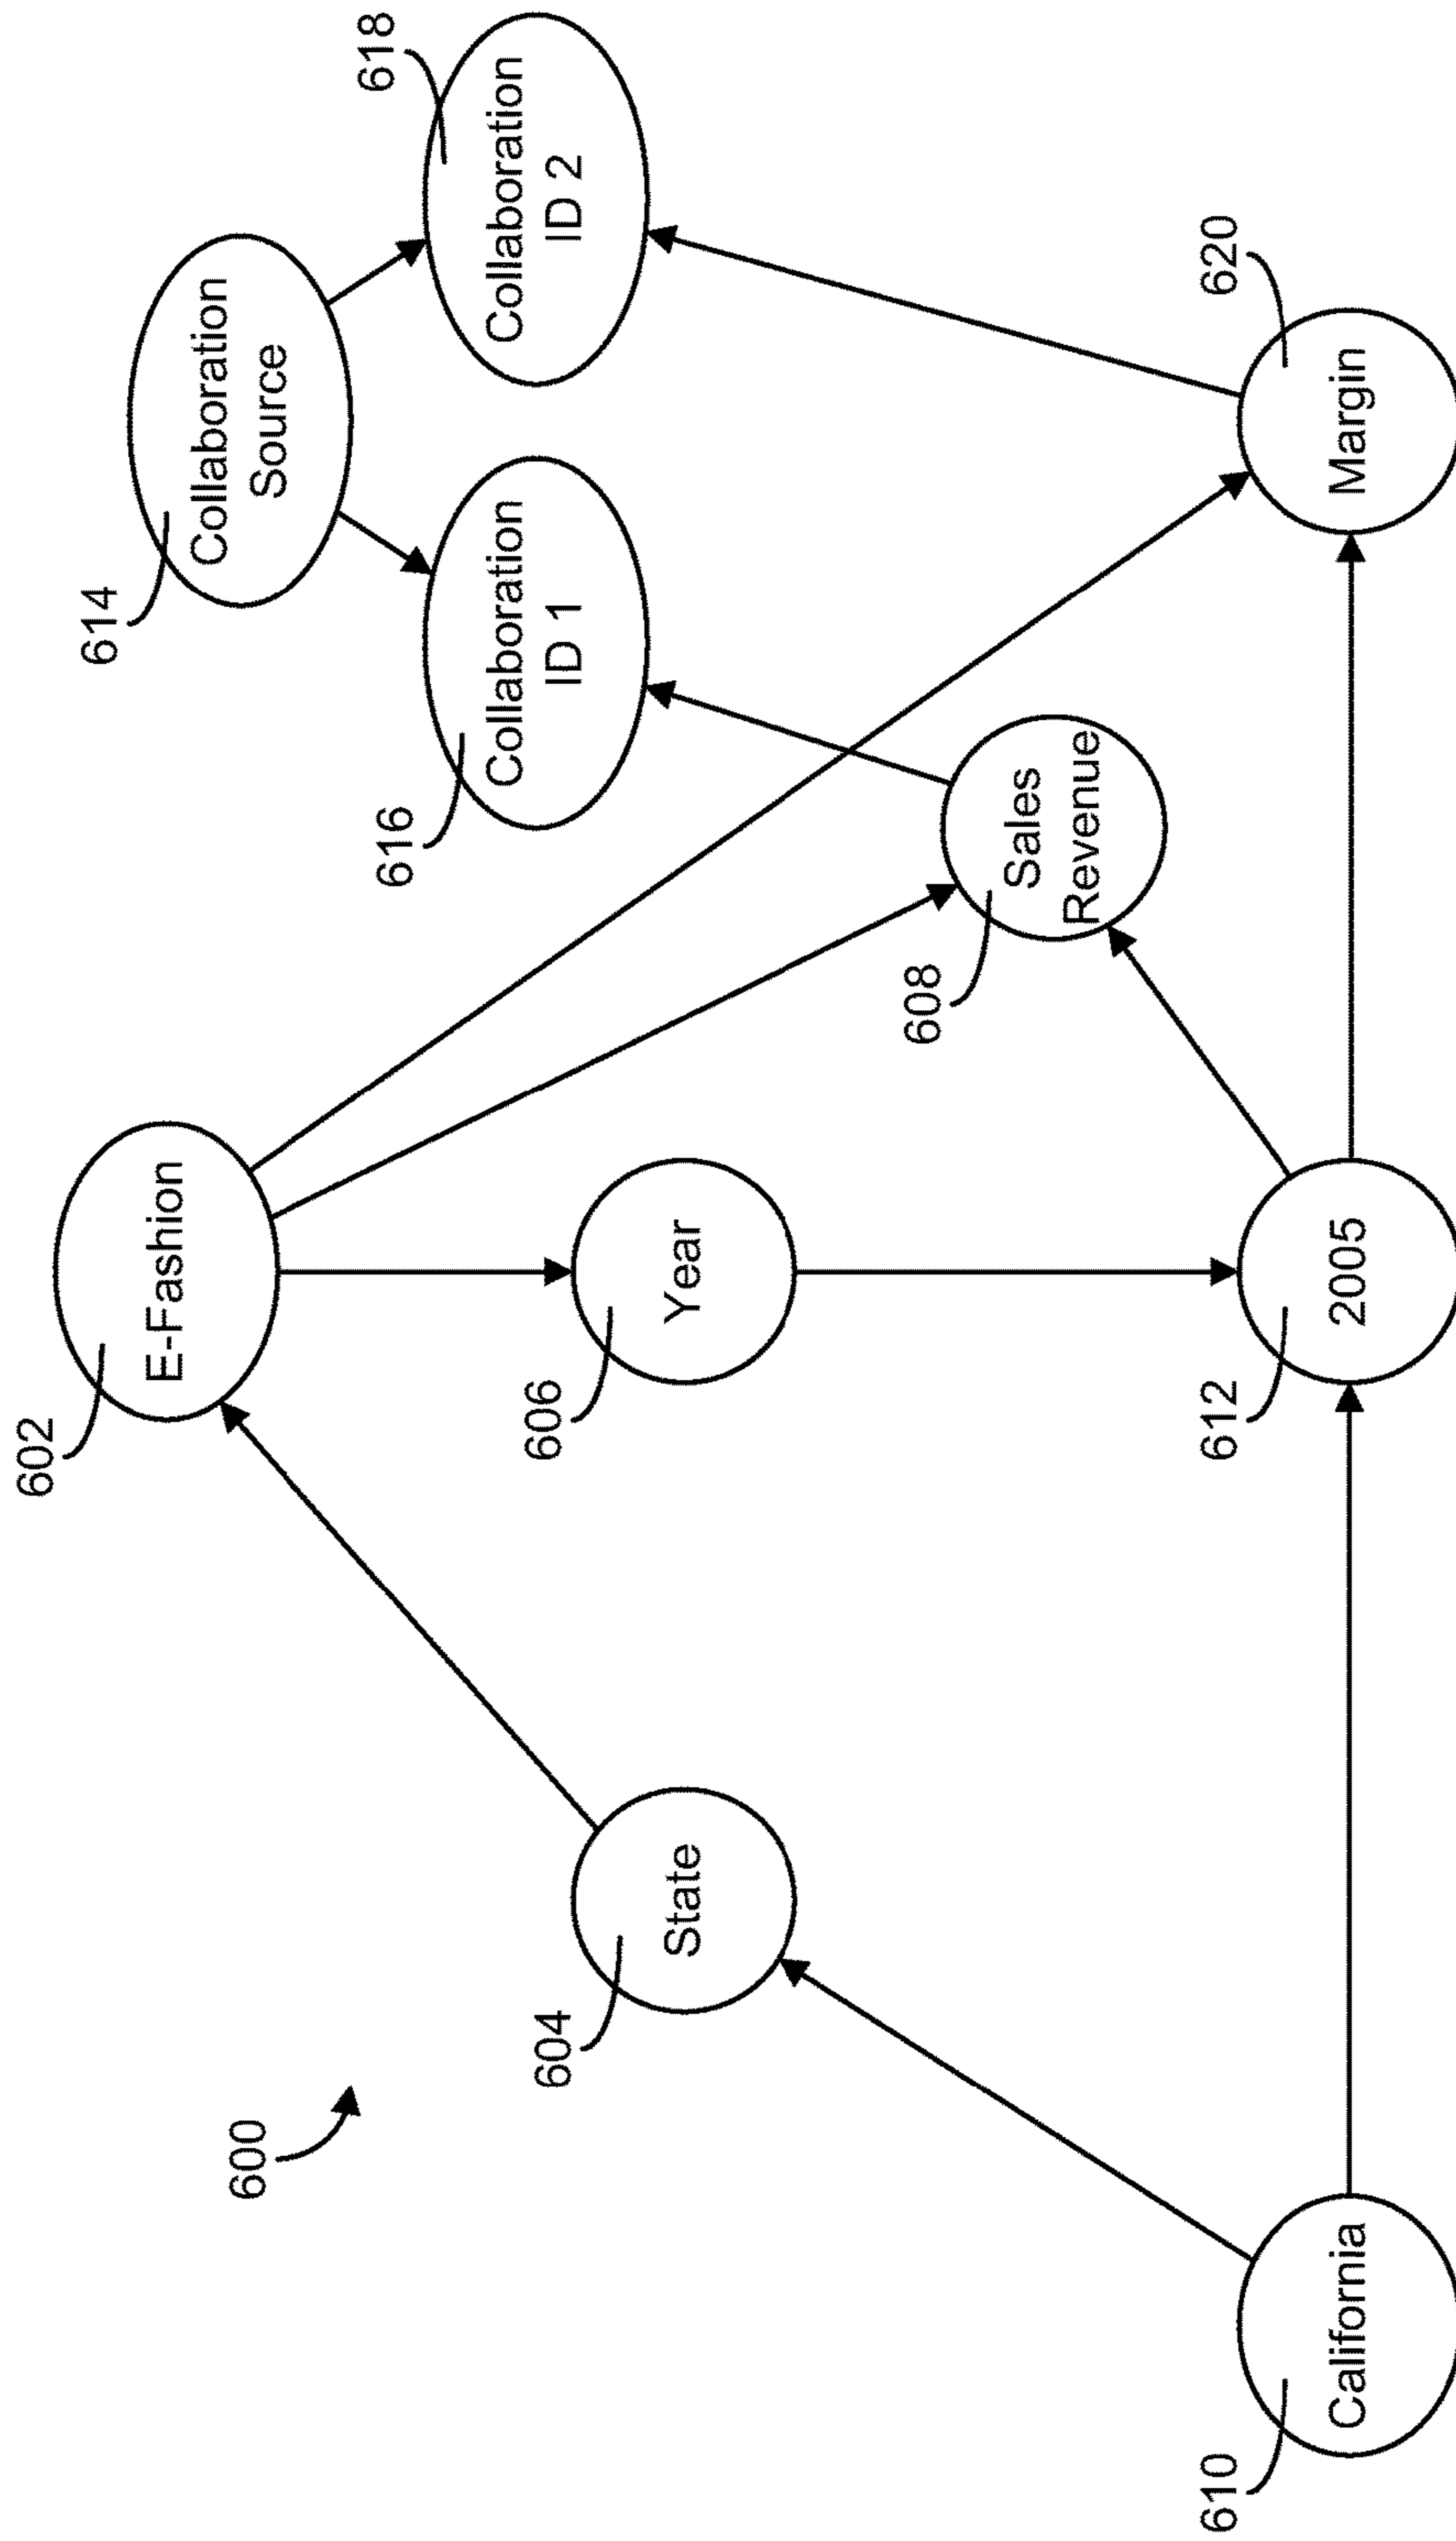 600
602
E-Fashion
614
Collaboration
Source
604
State
606
Year
616
Collaboration
ID 1
618
Collaboration
ID 2
608
Sales
Revenue
610
California
612
2005
620
Margin